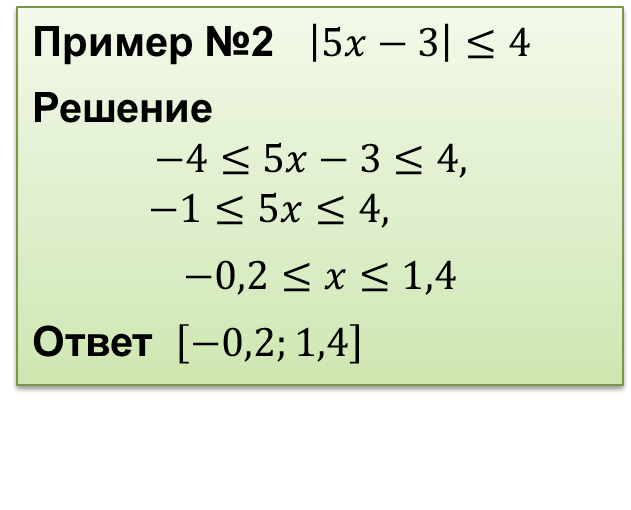 Пример №2 |5x − 3| ≤ 4
Решение
−4 ≤ 5x − 3 ≤ 4,
−1 ≤ 5x ≤ 4,
−0,2 ≤ x ≤ 1,4
Ответ [−0,2; 1,4]